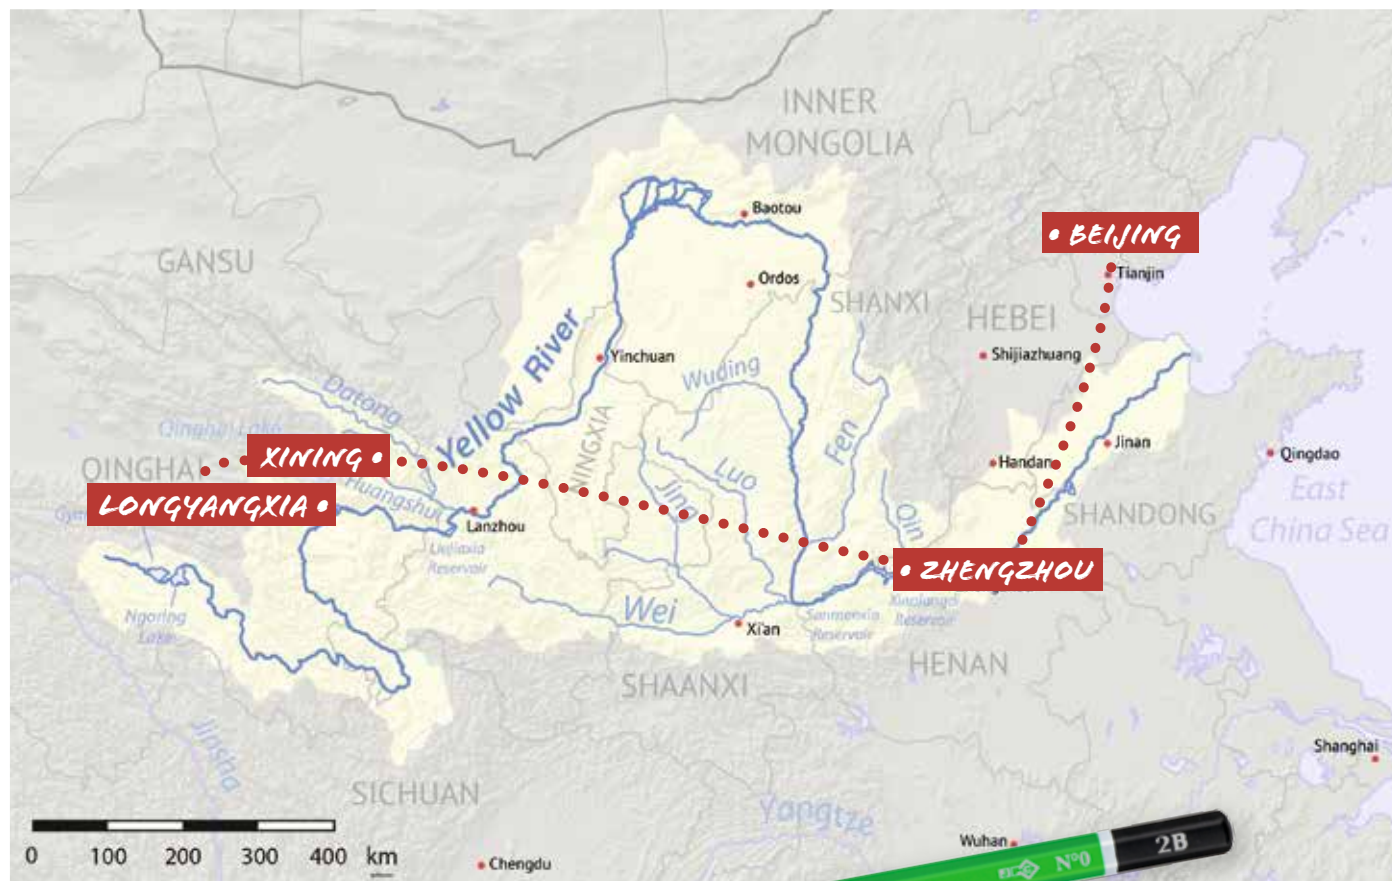 INNER
MONGOLIA
Baotou
• BEIJING
GANSU
Tianjin
Ordos
SHANXI
HEBEI
Yellow River
Yinchuan
Shijiazhuang
Wuding
Datong
Qinghai Lake
NINGXIA
Fen
Jinan
QINGHAI
XINING •
Handan
Qingdao
Luo
East
China Sea
LONGYANGXIA •
Huangshui
Jing
Qin
SHANDONG
Lanzhou
Liujiaxia
Reservoir
• ZHENGZHOU
Ngoring
Lake
Wei
Xi'an
Sanmenxia
Reservoir
Reservoir
HENAN
SHAANXI
Jinsha
Shanghai
SICHUAN
Yangtze
0 100 200 300 400 km
Chengdu
Wuhan
N°0
2B